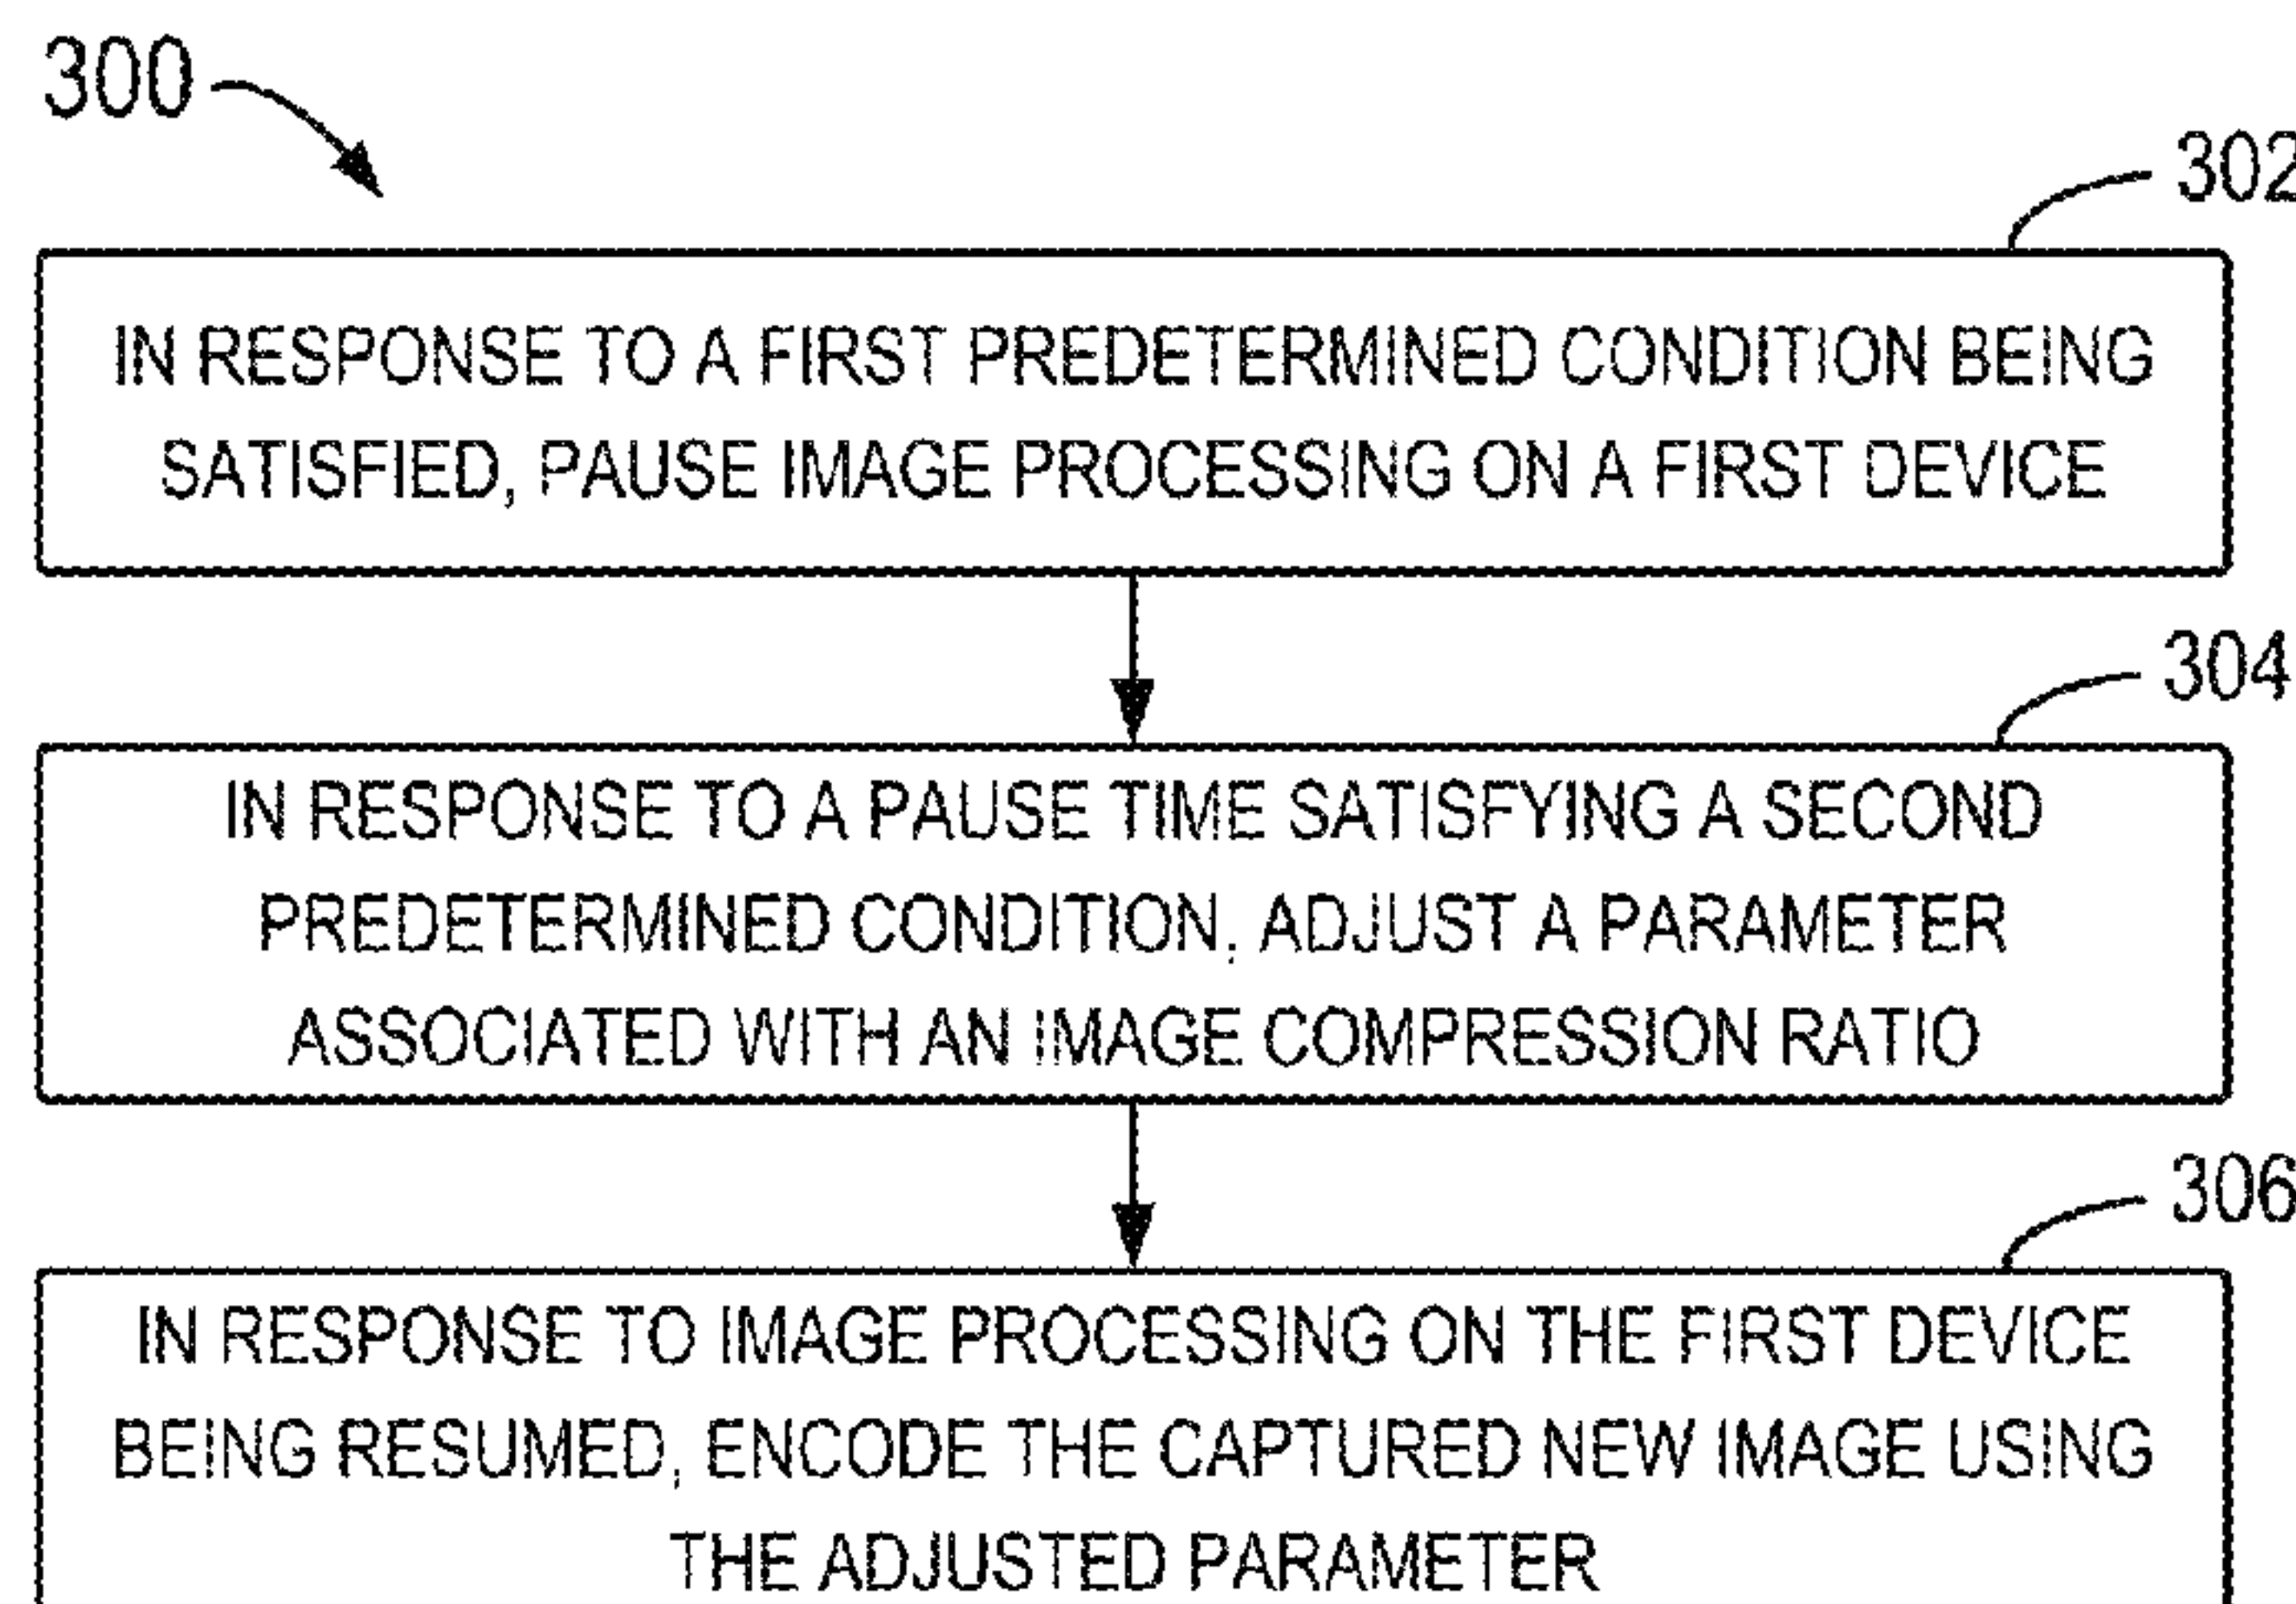 300
302
IN RESPONSE TO A FIRST PREDETERMINED CONDITION BEING
SATISFIED, PAUSE IMAGE PROCESSING ON A FIRST DEVICE
304
IN RESPONSE TO A PAUSE TIME SATISFYING A SECOND
PREDETERMINED CONDITION, ADJUST A PARAMETER
ASSOCIATED WITH AN IMAGE COMPRESSION RATIO
306
IN RESPONSE TO IMAGE PROCESSING ON THE FIRST DEVICE
BEING RESUMED, ENCODE THE CAPTURED NEW IMAGE USING
THE ADJUSTED PARAMETER